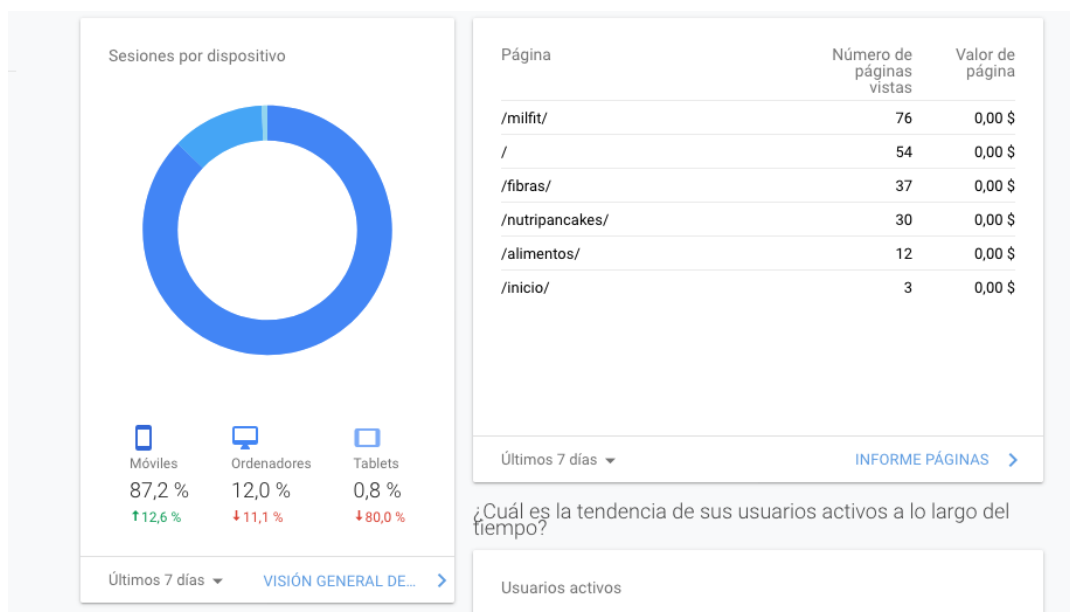 Sesiones por dispositivo
Móviles
Ordenadores
Tablets
87,2 %
12,0 %
0,8 %
↑12,6 %
↓11,1 %
↓80,0 %
Últimos 7 días
VISIÓN GENERAL DE...
Página
Número de
páginas
vistas
Valor de
página
/milfit/ 76 0,00 $
/ 54 0,00 $
/fibras/ 37 0,00 $
/nutripancakes/ 30 0,00 $
/alimentos/ 12 0,00 $
/inicio/ 3 0,00 $
Últimos 7 días
INFORME PÁGINAS
¿Cuál es la tendencia de sus usuarios activos a lo largo del
tiempo?
Usuarios activos